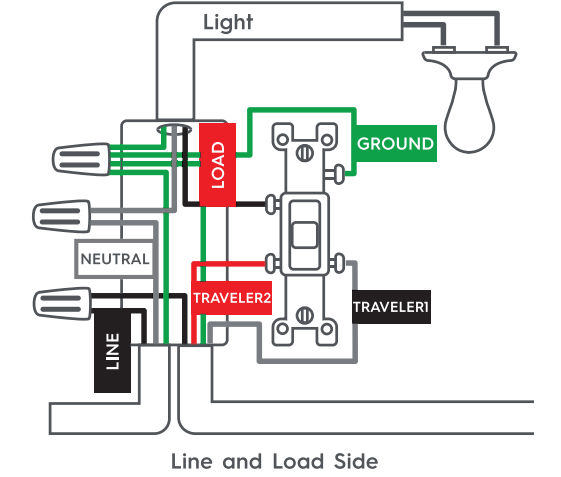 Light
LOAD
GROUND
NEUTRAL
TRAVELER2
TRAVELER1
LINE
Line and Load Side